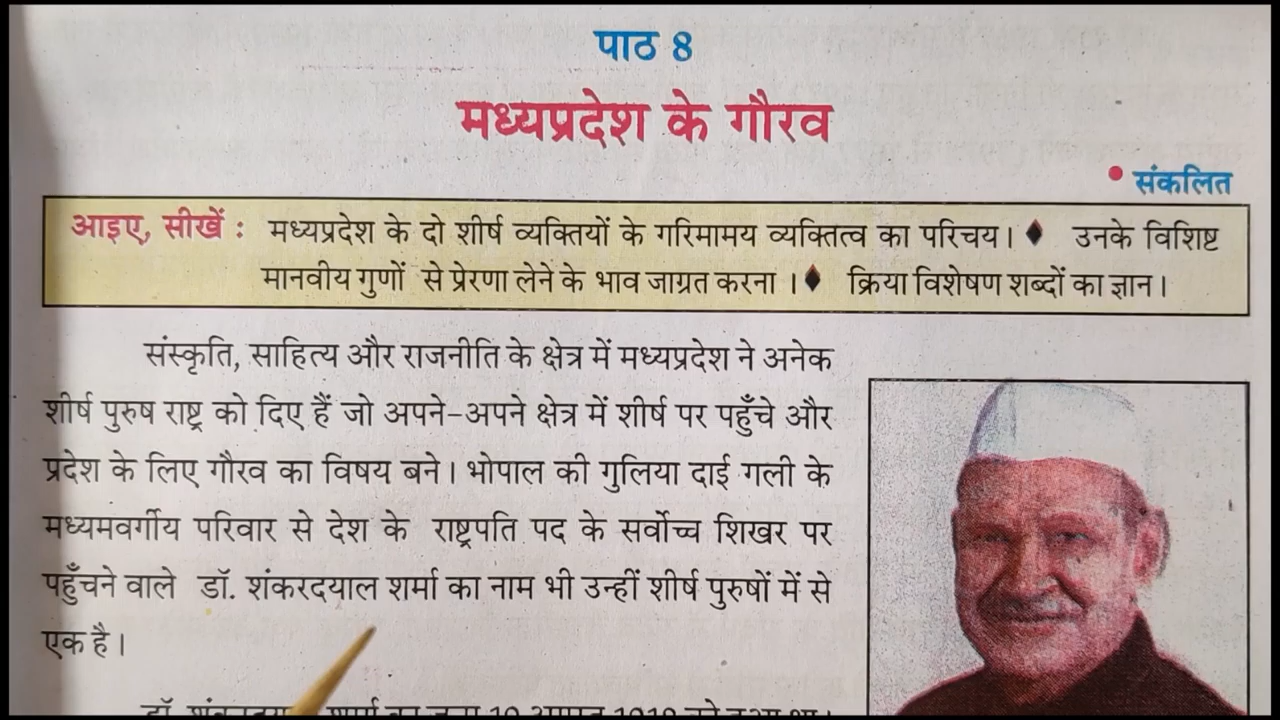 पाठ 8
मध्यप्रदेश के गौरव
• संकलित
आइए, सीखें : मध्यप्रदेश के दो शीर्ष व्यक्तियों के गरिमामय व्यक्तित्व का परिचय। ♦ उनके विशिष्ट
मानवीय गुणों से प्रेरणा लेने के भाव जाग्रत करना । ♦ क्रिया विशेषण शब्दों का ज्ञान।
संस्कृति, साहित्य और राजनीति के क्षेत्र में मध्यप्रदेश ने अनेक
शीर्ष पुरुष राष्ट्र को दिए हैं जो अपने-अपने क्षेत्र में शीर्ष पर पहुँचे और
प्रदेश के लिए गौरव का विषय बने। भोपाल की गुलिया दाई गली के
मध्यमवर्गीय परिवार से देश के राष्ट्रपति पद के सर्वोच्च शिखर पर
पहुँचने वाले डॉ. शंकरदयाल शर्मा का नाम भी उन्हीं शीर्ष पुरुषों में से
एक है।